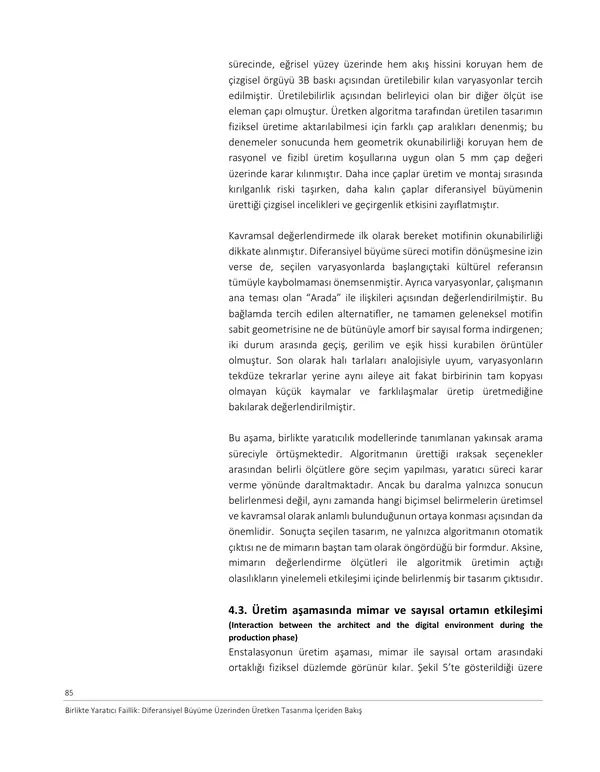 sürecinde, eğrisel yüzey üzerinde hem akış hissini koruyan hem de
çizgisel örgüyü 3B baskı açısından üretilebilir kılan varyasyonlar tercih
edilmiştir. Üretilebilirlik açısından belirleyici olan bir diğer ölçüt ise
eleman çapı olmuştur. Üretken algoritma tarafından üretilen tasarımın
fiziksel üretime aktarılabilmesi için farklı çap aralıkları denenmiş; bu
denemeler sonucunda hem geometrik okunabilirliği koruyan hem de
rasyonel ve fizibl üretim koşullarına uygun olan 5 mm çap değeri
üzerinde karar kılınmıştır. Daha ince çaplar üretim ve montaj sırasında
kırılganlık riski taşırken, daha kalın çaplar diferansiyel büyümenin
ürettiği çizgisel incelikleri ve geçirgenlik etkisini zayıflatmıştır.
Kavramsal değerlendirmede ilk olarak bereket motifinin okunabilirliği
dikkate alınmıştır. Diferansiyel büyüme süreci motifin dönüşmesine izin
verse de, seçilen varyasyonlarda başlangıçtaki kültürel referansın
tümüyle kaybolmaması önemsenmiştir. Ayrıca varyasyonlar, çalışmanın
ana teması olan “Arada” ile ilişkileri açısından değerlendirilmiştir. Bu
bağlamda tercih edilen alternatifler, ne tamamen geleneksel motifin
sabit geometrisine ne de bütünüyle amorf bir sayısal forma indirgenen;
iki durum arasında geçiş, gerilim ve eşik hissi kurabilen örüntüler
olmuştur. Son olarak halı tarlaları analojisiyle uyum, varyasyonların
tekdüze tekrarlar yerine aynı aileye ait fakat birbirinin tam kopyası
olmayan küçük kaymalar ve farklılaşmalar üretip üretmediğine
bakılarak değerlendirilmiştir.
Bu aşama, birlikte yaratıcılık modellerinde tanımlanan yakınsak arama
süreciyle örtüşmektedir. Algoritmanın ürettiği ıraksak seçenekler
arasından belirli ölçütlere göre seçim yapılması, yaratıcı süreci karar
verme yönünde daraltmaktadır. Ancak bu daralma yalnızca sonucun
belirlenmesi değil, aynı zamanda hangi biçimsel belirmelerin üretimsel
ve kavramsal olarak anlamlı bulunduğunun ortaya konması açısından da
önemlidir.  Sonuçta seçilen tasarım, ne yalnızca algoritmanın otomatik
çıktısı ne de mimarın baştan tam olarak öngördüğü bir formdur. Aksine,
mimarın değerlendirme ölçütleri ile algoritmik üretimin açtığı
olasılıkların yinelemeli etkileşimi içinde belirlenmiş bir tasarım çıktısıdır.
4.3. Üretim aşamasında mimar ve sayısal ortamın etkileşimi
(Interaction between the architect and the digital environment during the
production phase)
Enstalasyonun üretim aşaması, mimar ile sayısal ortam arasındaki
ortaklığı fiziksel düzlemde görünür kılar. Şekil 5’te gösterildiği üzere
85
Birlikte Yaratıcı Faillik: Diferansiyel Büyüme Üzerinden Üretken Tasarıma İçeriden Bakış